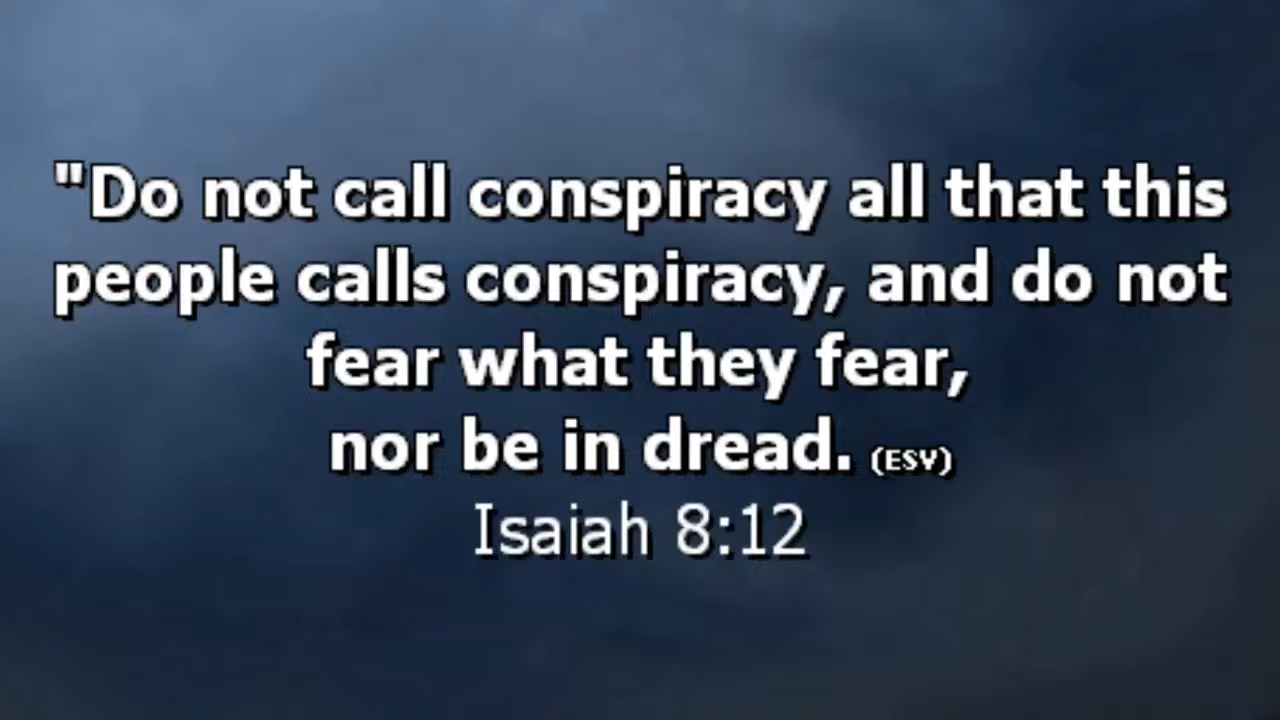 "Do not call conspiracy all that this
people calls conspiracy, and do not
fear what they fear,
nor be in dread. (ESV)
Isaiah 8:12